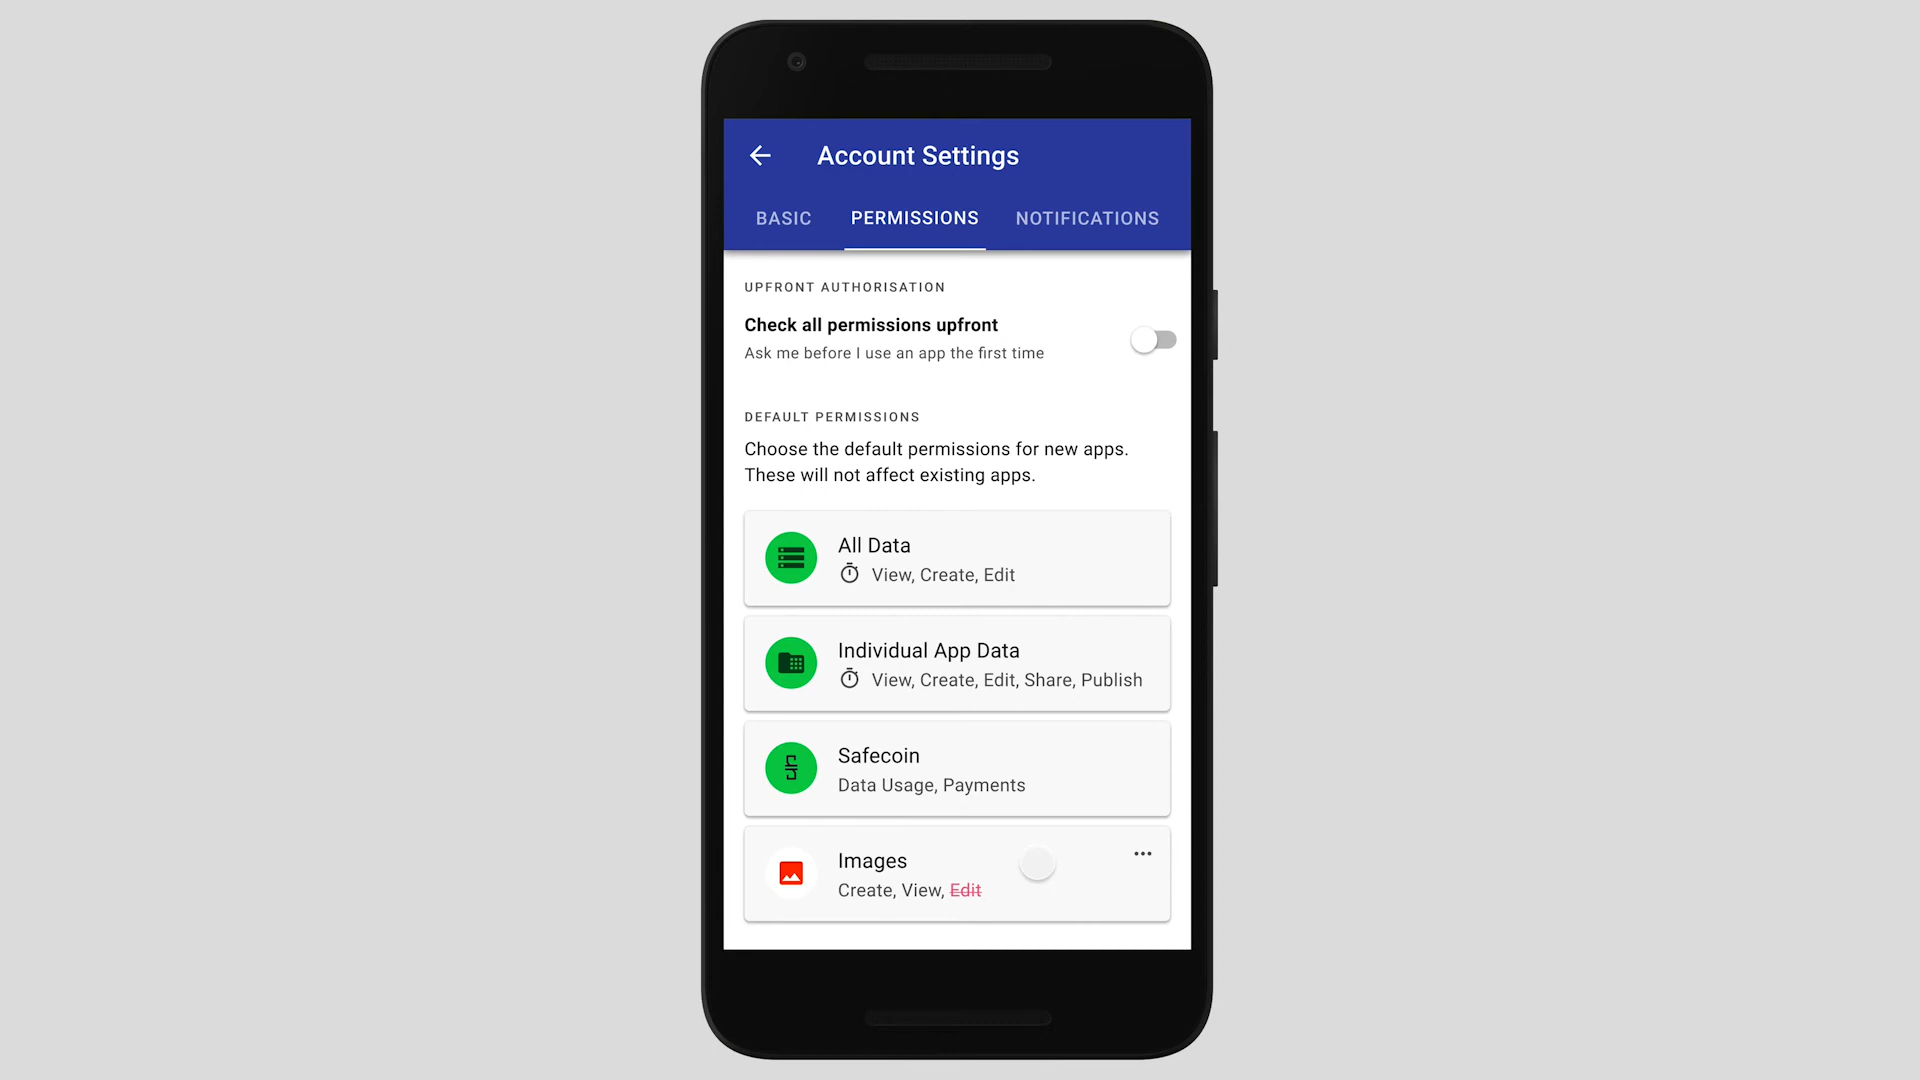 Account Settings
BASIC PERMISSIONS NOTIFICATIONS
UPFRONT AUTHORISATION
Check all permissions upfront
Ask me before I use an app the first time
DEFAULT PERMISSIONS
Choose the default permissions for new apps.
These will not affect existing apps.
All Data
View, Create, Edit
Individual App Data
View, Create, Edit, Share, Publish
Safecoin
Data Usage, Payments
Images
Create, View, Edit